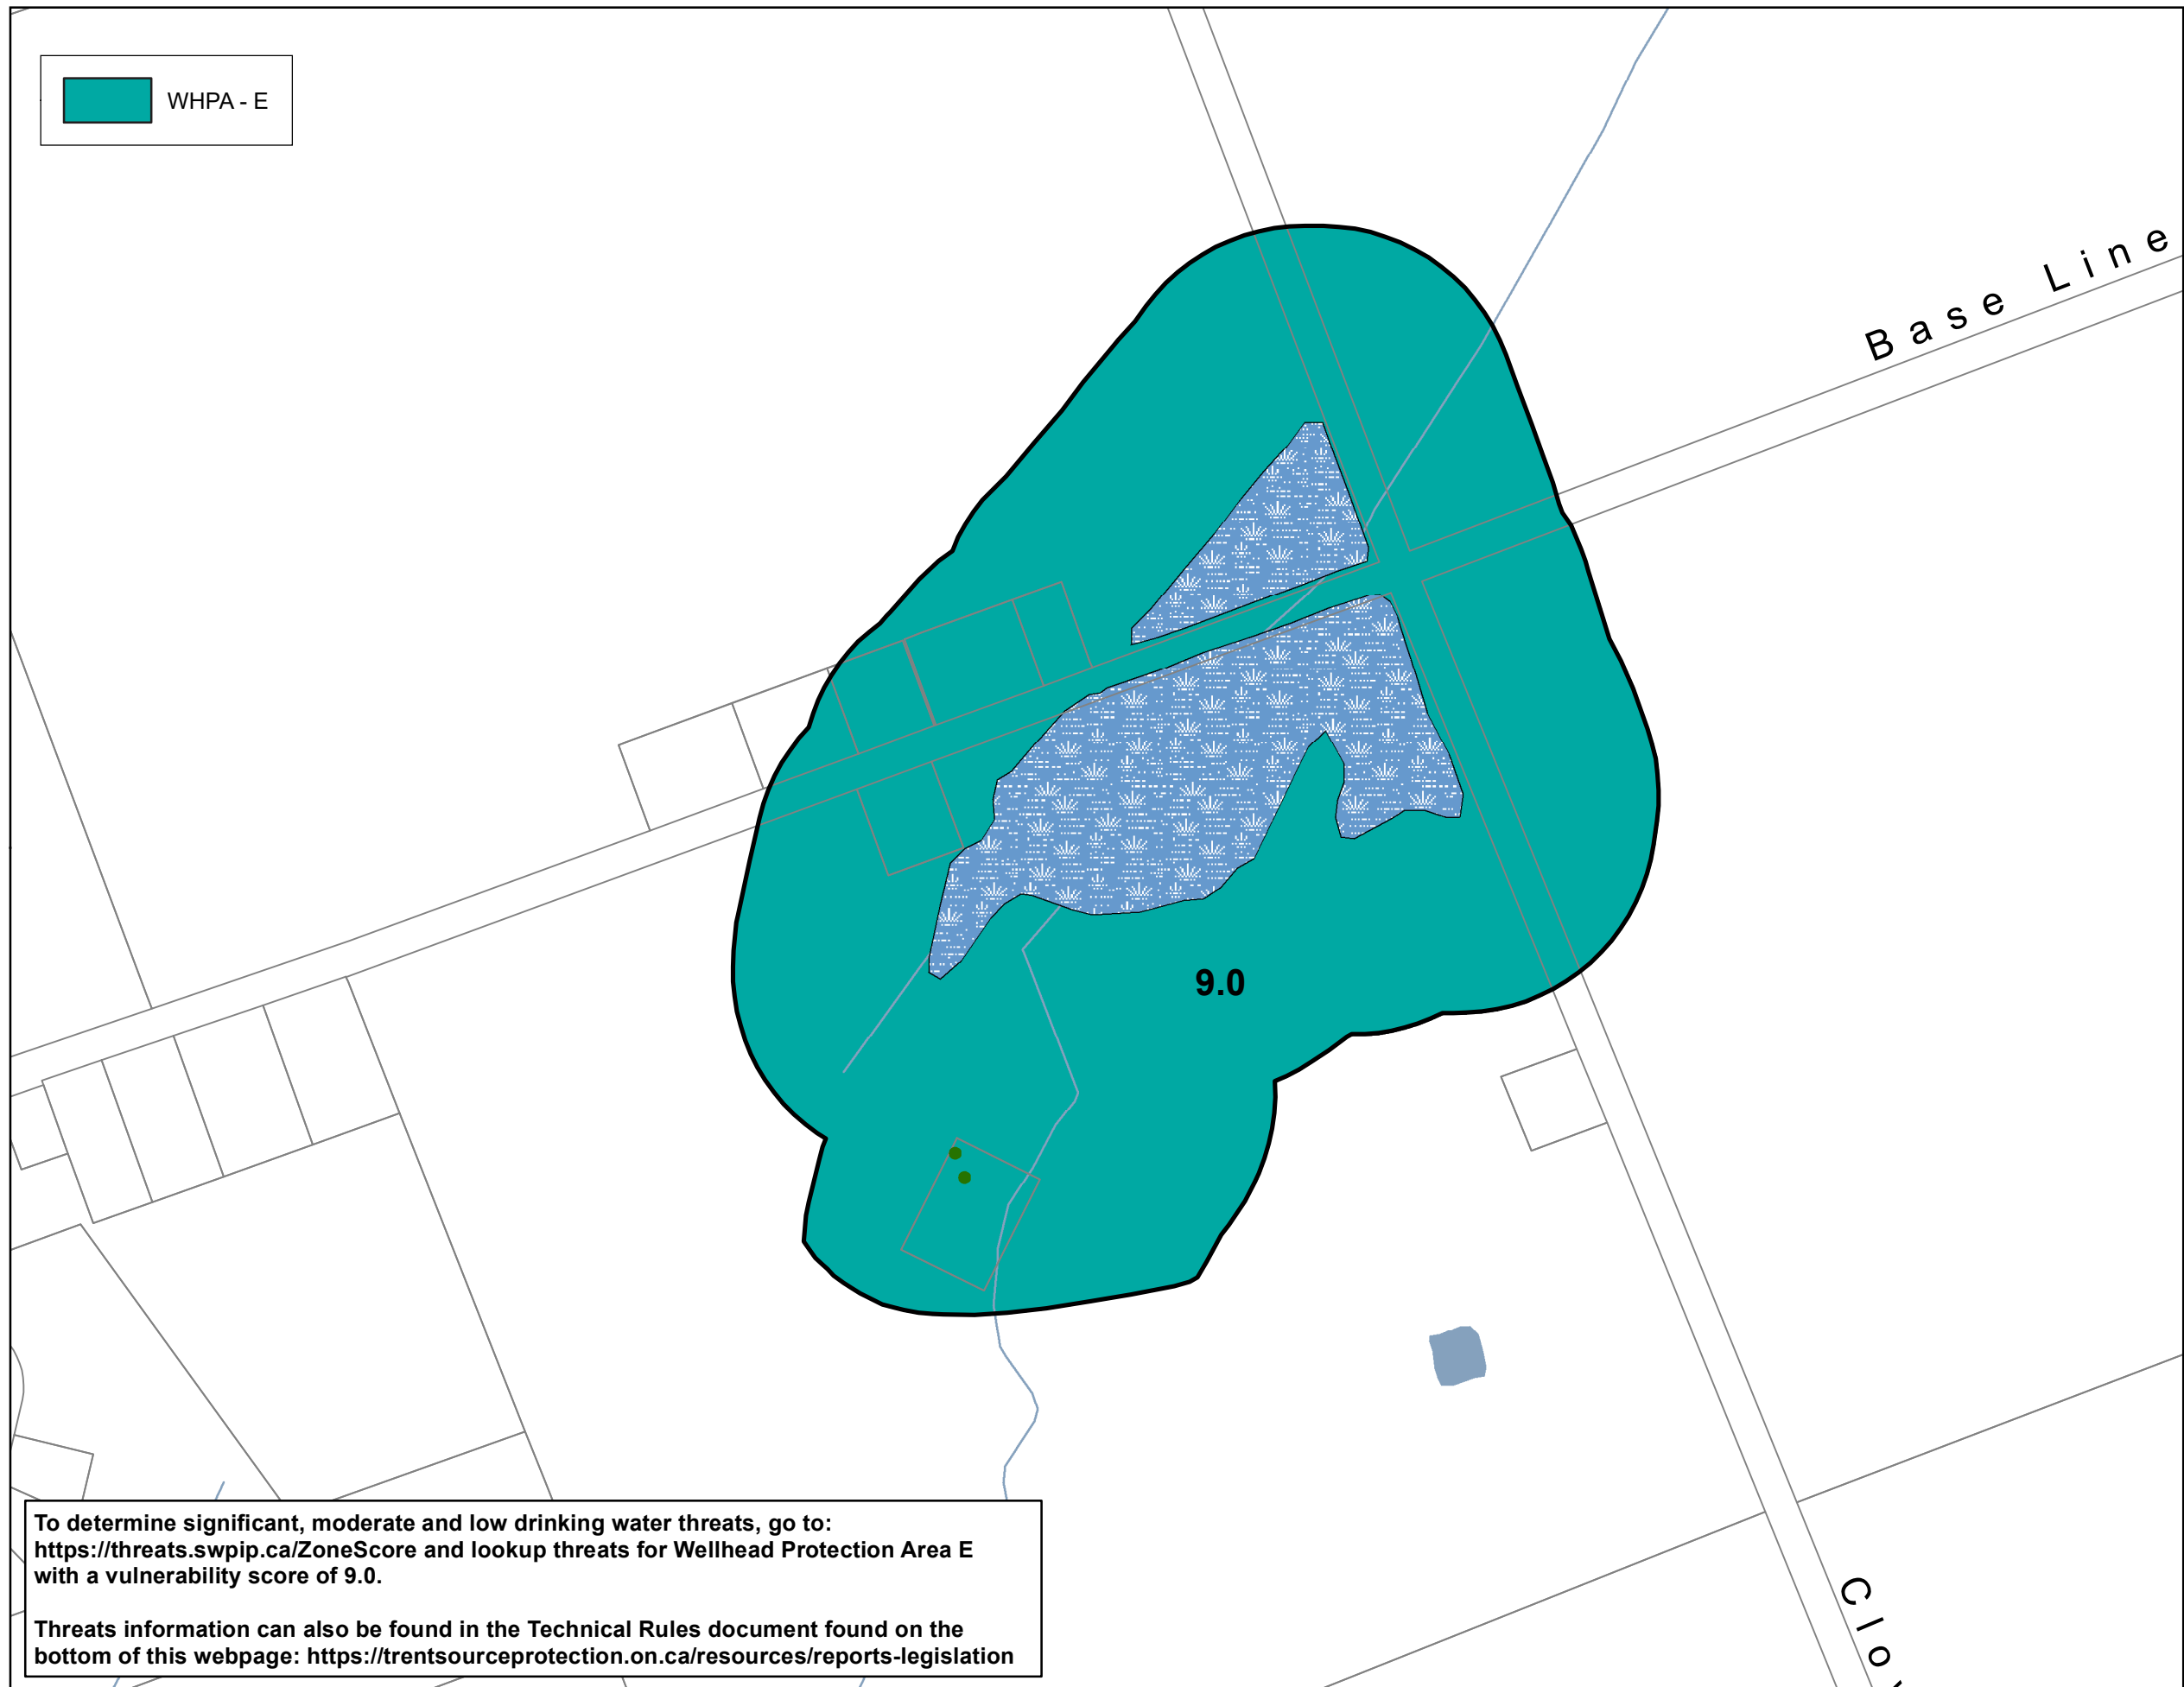 WHPA - E
Base Line
9.0
To determine significant, moderate and low drinking water threats, go to:
https://threats.swpip.ca/ZoneScore and lookup threats for Wellhead Protection Area E
with a vulnerability score of 9.0.
Threats information can also be found in the Technical Rules document found on the
bottom of this webpage: https://trentsourceprotection.on.ca/resources/reports-legislation